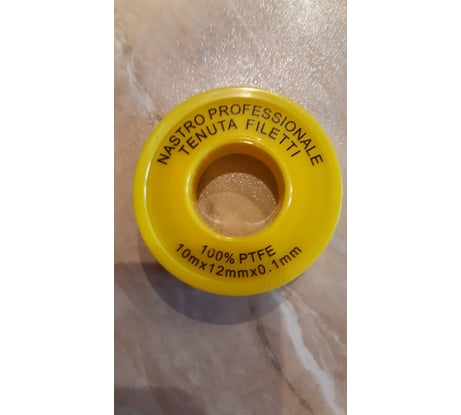 NASTRO PROFESSIONALE
TENUTA FILETTI
100% PTFE
10mx12mmx0.1mm